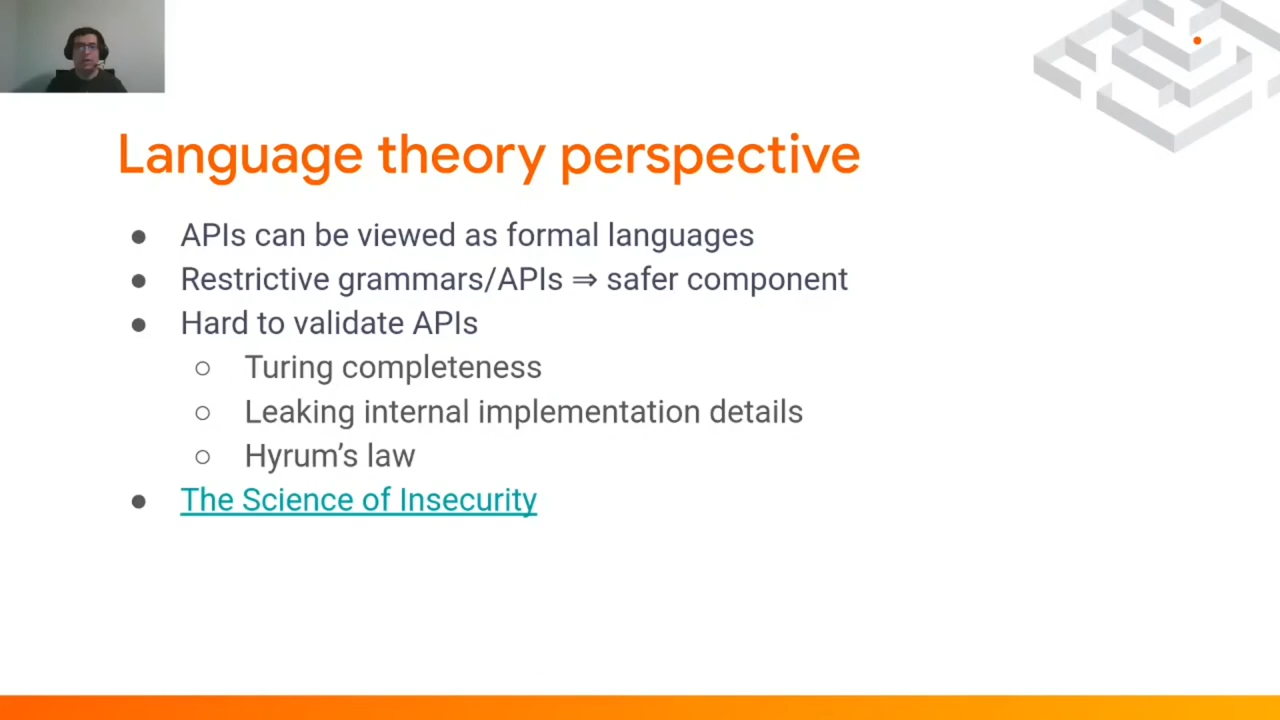 Language theory perspective
● APIs can be viewed as formal languages
● Restrictive grammars/APIs ⇒ safer component
● Hard to validate APIs
○ Turing completeness
○ Leaking internal implementation details
○ Hyrum’s law
● The Science of Insecurity